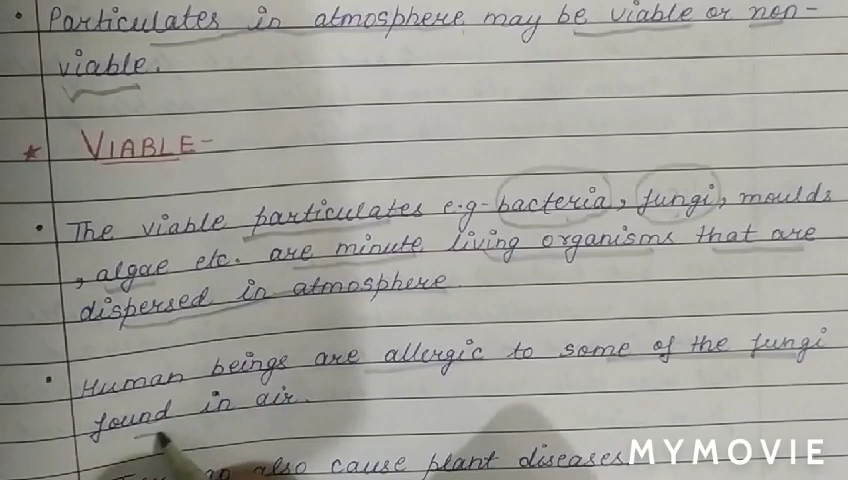 • Particulates in atmosphere may be viable or non-
viable.
* VIABLE-
• The viable particulates e.g- bacteria, fungi, moulds
, algae etc. are minute living organisms that are
dispersed in atmosphere
• Human beings are allergic to some of the fungi
found in air.
also cause plant diseases
MYMOVIE